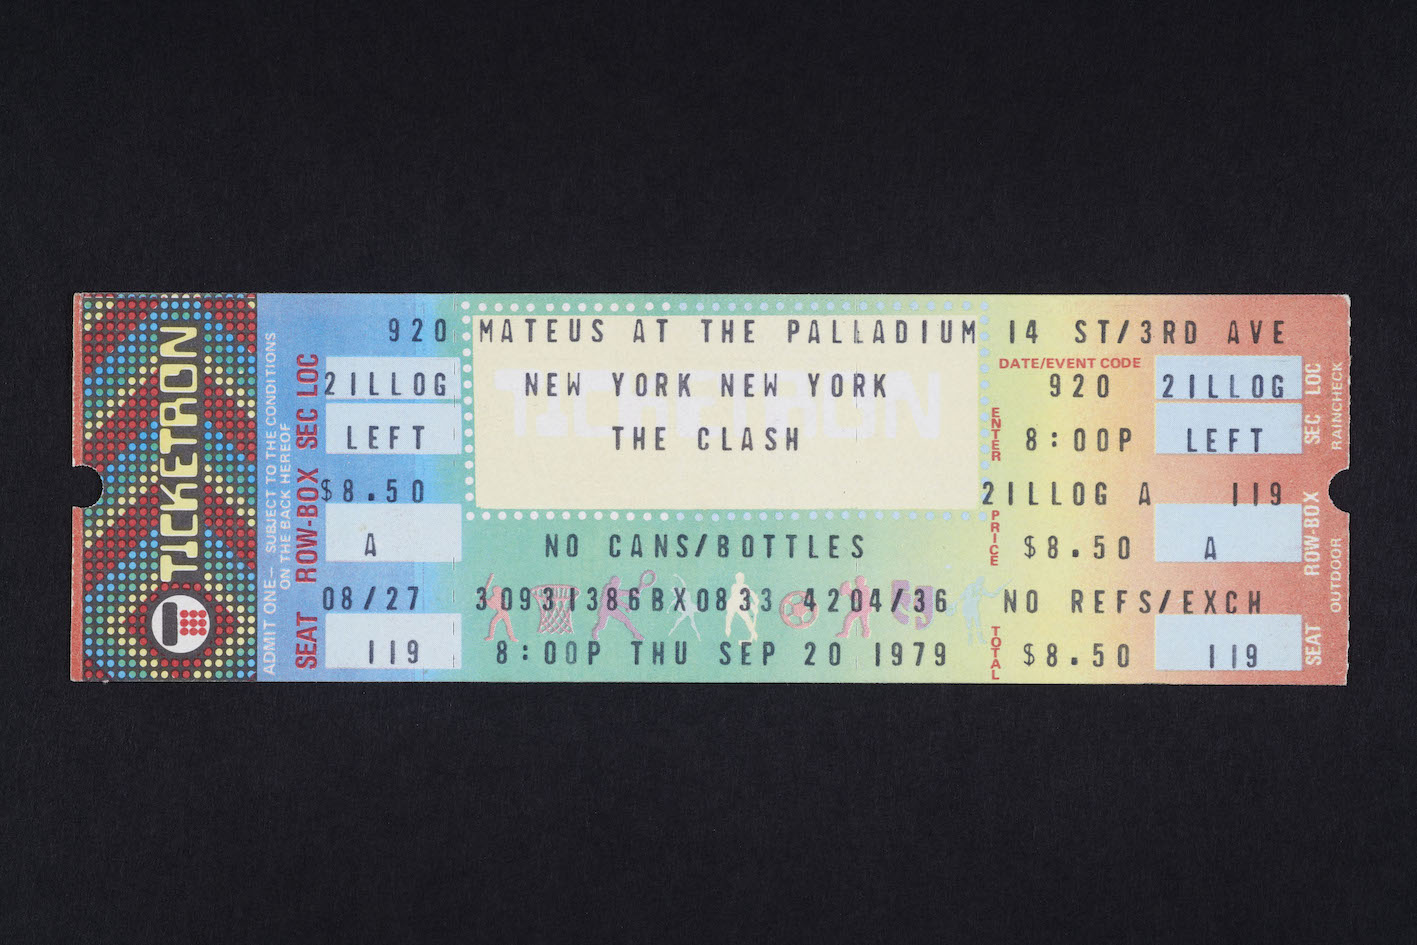 TICKETRON
ADMIT ONE — SUBJECT TO THE CONDITIONS
ON THE BACK HEREOF
SEAT ROW-BOX SEC LOC
920
21LLOG
LEFT
$8.50
A
08/27
119
MATEUS AT THE PALLADIUM
NEW YORK NEW YORK
TICKETRON
THE CLASH
NO CANS/BOTTLES
30931386BX0833 4204/36
8:00P THU SEP 20 1979
14 ST/3RD AVE
DATE/EVENT CODE
920 21LLOG
ENTER
8:00P LEFT
21LLOG A 119
PRICE
$8.50 A
NO REFS/EXCH
TOTAL
$8.50 119
SEAT ROW-BOX SEC LOC
OUTDOOR RAINCHECK